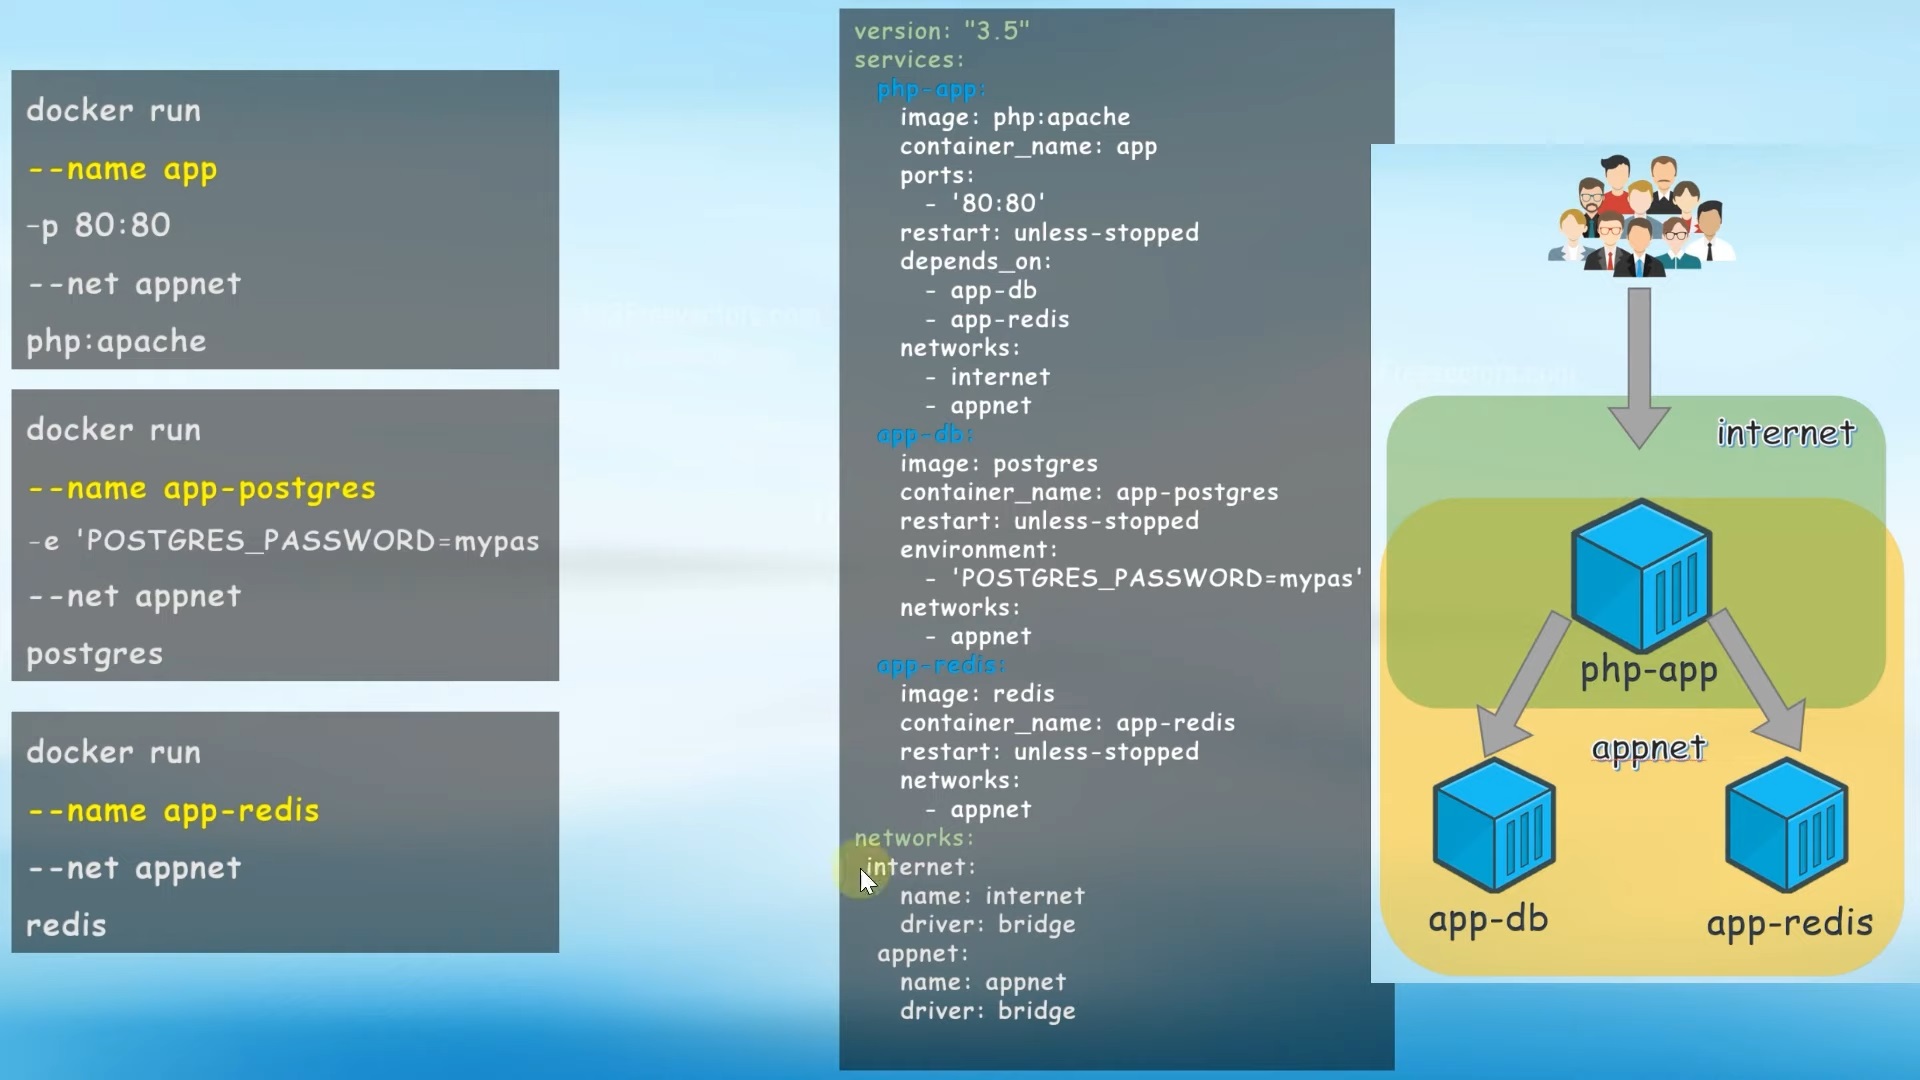 docker run
--name app
-p 80:80
--net appnet
php:apache
docker run
--name app-postgres
-e 'POSTGRES_PASSWORD=mypas
--net appnet
postgres
docker run
--name app-redis
--net appnet
redis
version: "3.5"
services:
php-app:
image: php:apache
container_name: app
ports:
- '80:80'
restart: unless-stopped
depends_on:
- app-db
- app-redis
networks:
- internet
- appnet
app-db:
image: postgres
container_name: app-postgres
restart: unless-stopped
environment:
- 'POSTGRES_PASSWORD=mypas'
networks:
- appnet
app-redis:
image: redis
container_name: app-redis
restart: unless-stopped
networks:
- appnet
networks:
internet:
name: internet
driver: bridge
appnet:
name: appnet
driver: bridge
internet
php-app
appnet
app-db
app-redis